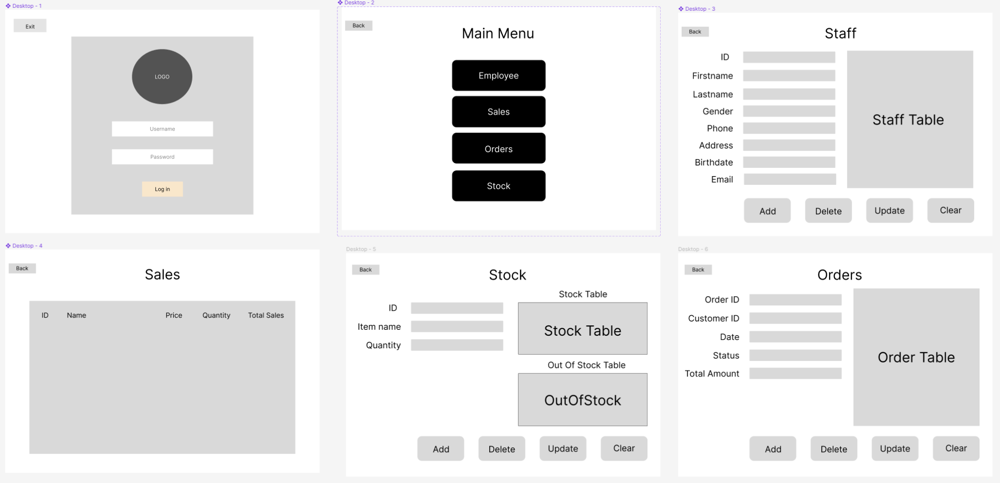 Desktop - 1
Exit
LOGO
Username
Password
Log in
Desktop - 2
Back
Main Menu
Employee
Sales
Orders
Stock
Desktop - 3
Back
Staff
ID
Firstname
Lastname
Gender
Phone
Address
Birthdate
Email
Staff Table
Add Delete Update Clear
Desktop - 4
Back
Sales
ID Name Price Quantity Total Sales
Desktop - 5
Back
Stock
ID
Item name
Quantity
Stock Table
Stock Table
Out Of Stock Table
OutOfStock
Add Delete Update Clear
Desktop - 6
Back
Orders
Order ID
Customer ID
Date
Status
Total Amount
Order Table
Add Delete Update Clear